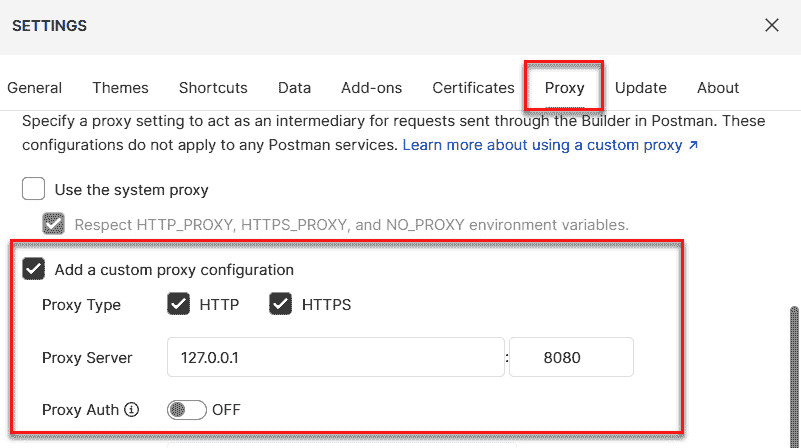 SETTINGS
General Themes Shortcuts Data Add-ons Certificates Proxy Update About
Specify a proxy setting to act as an intermediary for requests sent through the Builder in Postman. These
configurations do not apply to any Postman services. Learn more about using a custom proxy ↗
Use the system proxy
Respect HTTP_PROXY, HTTPS_PROXY, and NO_PROXY environment variables.
Add a custom proxy configuration
Proxy Type HTTP HTTPS
Proxy Server 127.0.0.1 : 8080
Proxy Auth OFF